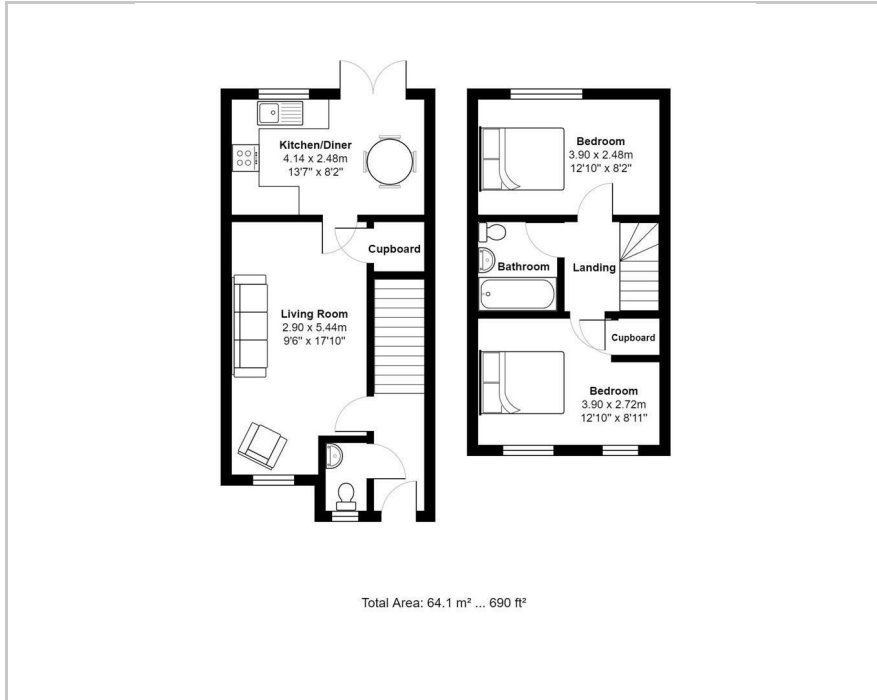 Kitchen/Diner
4.14 x 2.48m
13'7" x 8'2"
Cupboard
Living Room
2.90 x 5.44m
9'6" x 17'10"
Bedroom
3.90 x 2.48m
12'10" x 8'2"
Bathroom
Landing
Cupboard
Bedroom
3.90 x 2.72m
12'10" x 8'11"
Total Area: 64.1 m² ... 690 ft²